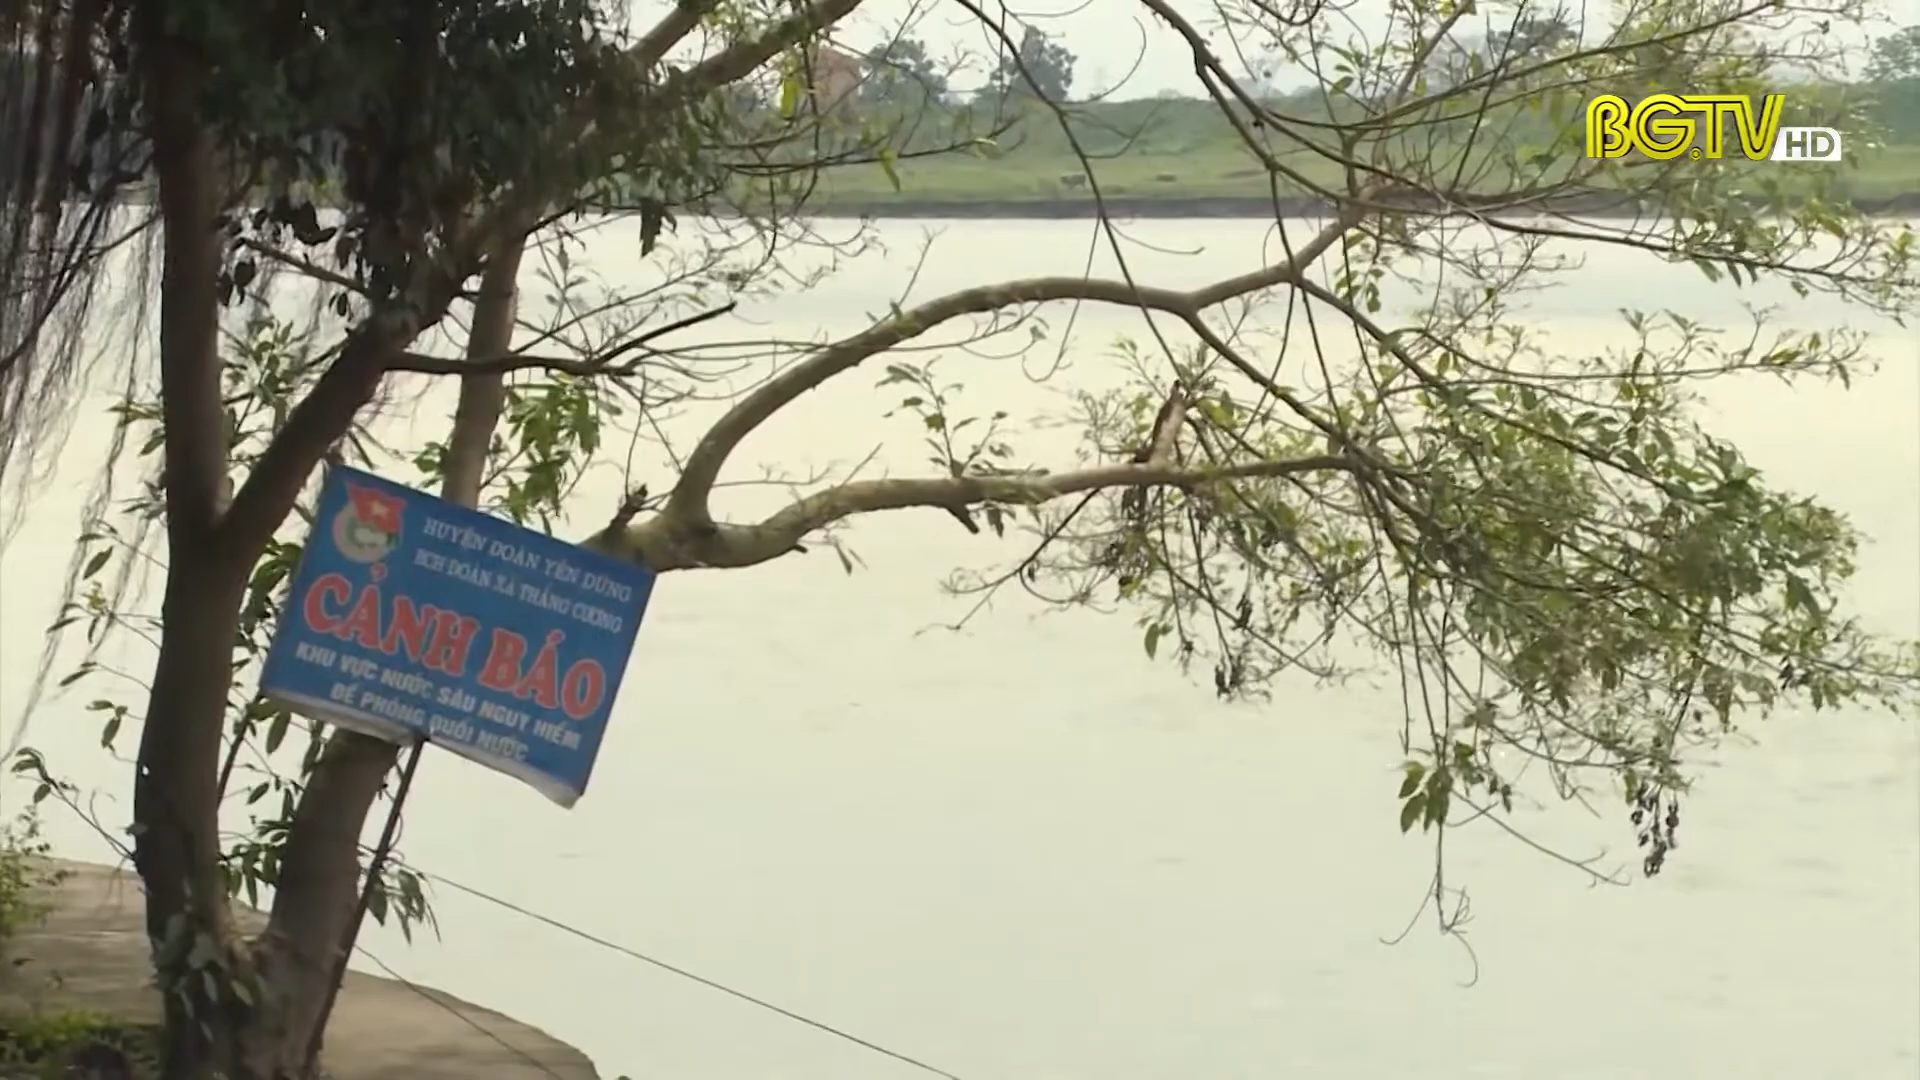 BGTV HD
HUYỆN ĐOÀN YÊN DŨNG
BCH ĐOÀN XÃ THẮNG CƯƠNG
CẢNH BÁO
KHU VỰC NƯỚC SÂU NGUY HIỂM
ĐỀ PHÒNG ĐUỐI NƯỚC